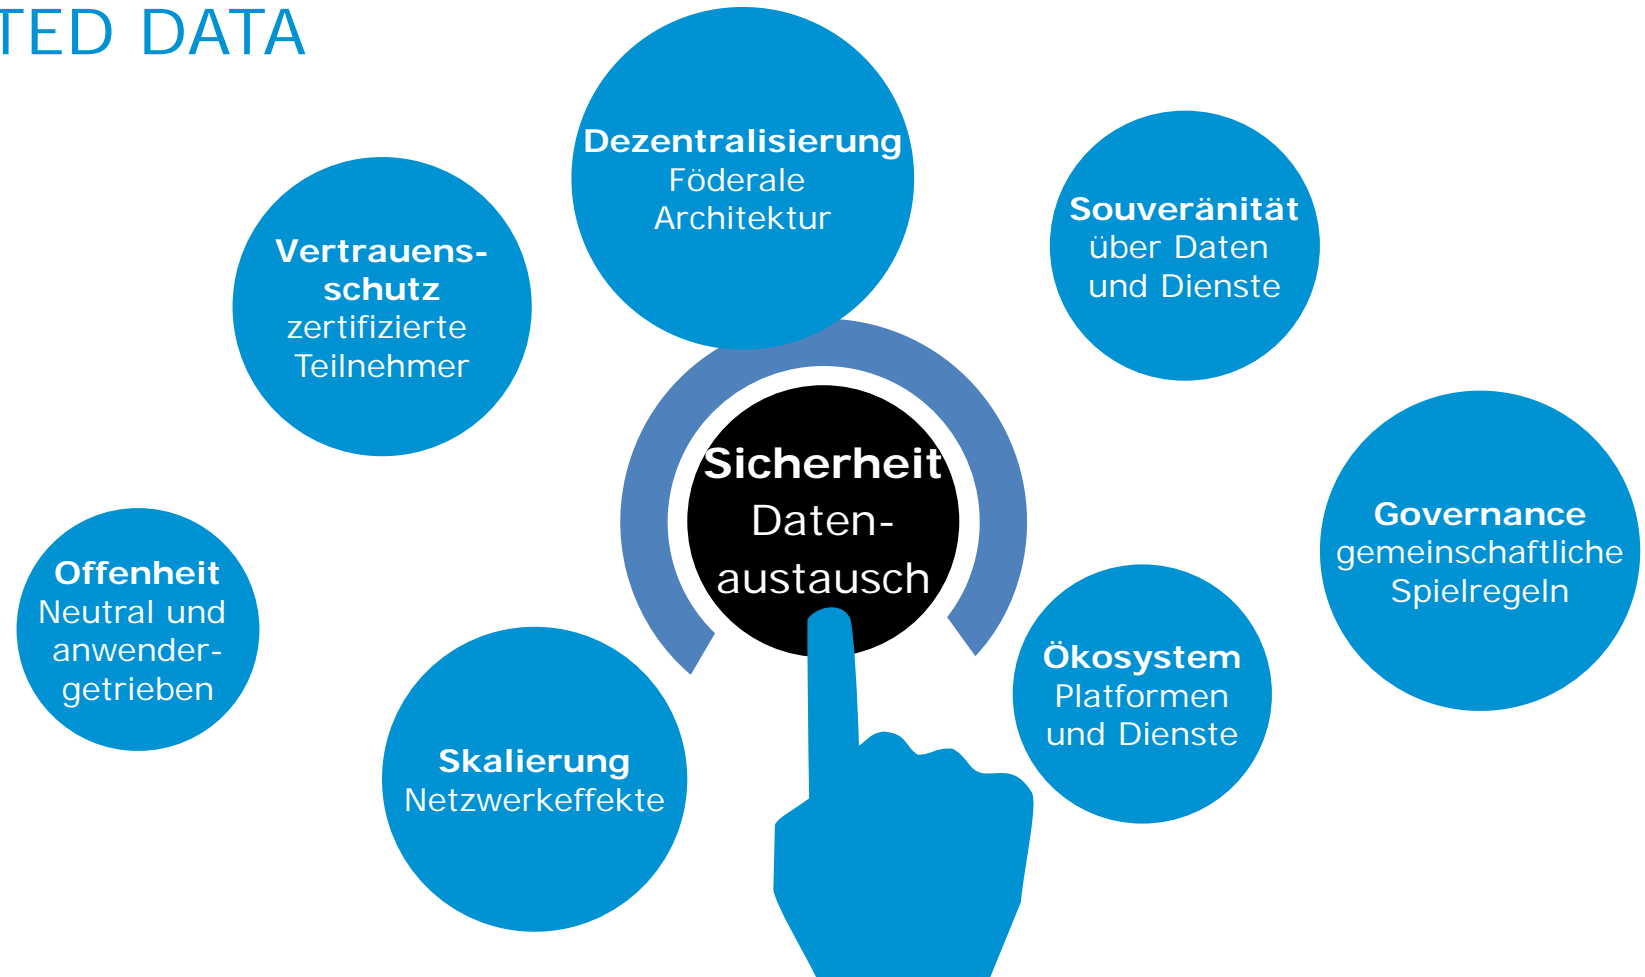 TED DATA
Dezentralisierung
Föderale
Architektur
Souveränität
über Daten
und Dienste
Vertrauens-
schutz
zertifizierte
Teilnehmer
Sicherheit
Daten-
austausch
Governance
gemeinschaftliche
Spielregeln
Offenheit
Neutral und
anwender-
getrieben
Ökosystem
Platformen
und Dienste
Skalierung
Netzwerkeffekte